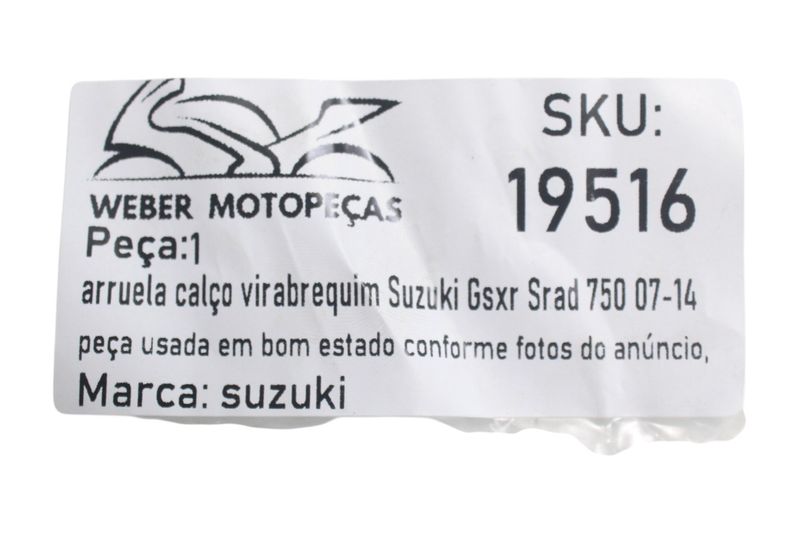 SKU:
19516
WEBER MOTOPEÇAS
Peça:1
arruela calço virabrequim Suzuki Gsxr Srad 750 07-14
peça usada em bom estado conforme fotos do anúncio,
Marca: suzuki